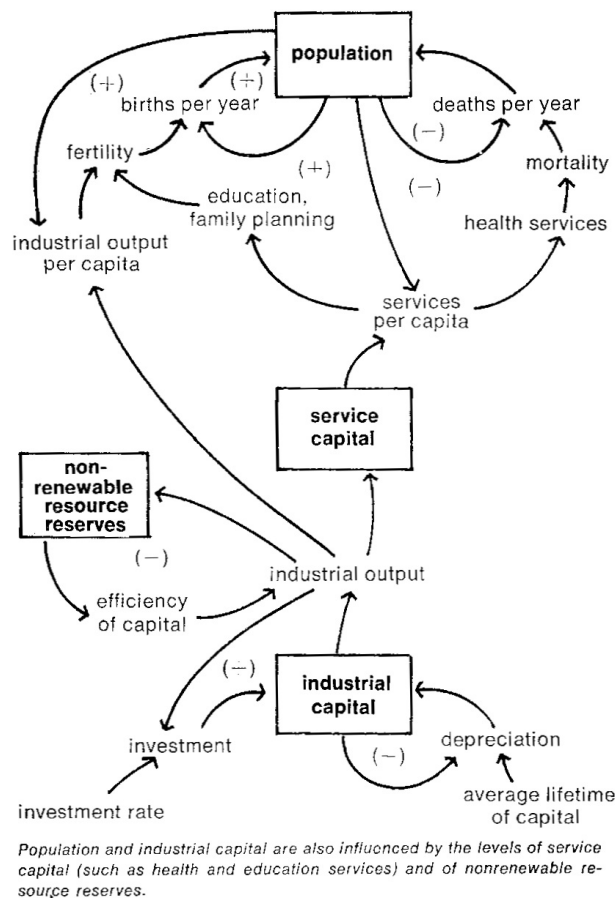 population
(+)
(+)
births per year
(-)
deaths per year
fertility
(+)
(-)
mortality
education,
family planning
health services
industrial output
per capita
services
per capita
service
capital
non-
renewable
resource
reserves
(-)
industrial output
efficiency
of capital
(+)
industrial
capital
investment
(-)
depreciation
investment rate
average lifetime
of capital
Population and industrial capital are also influenced by the levels of service
capital (such as health and education services) and of nonrenewable re-
source reserves.